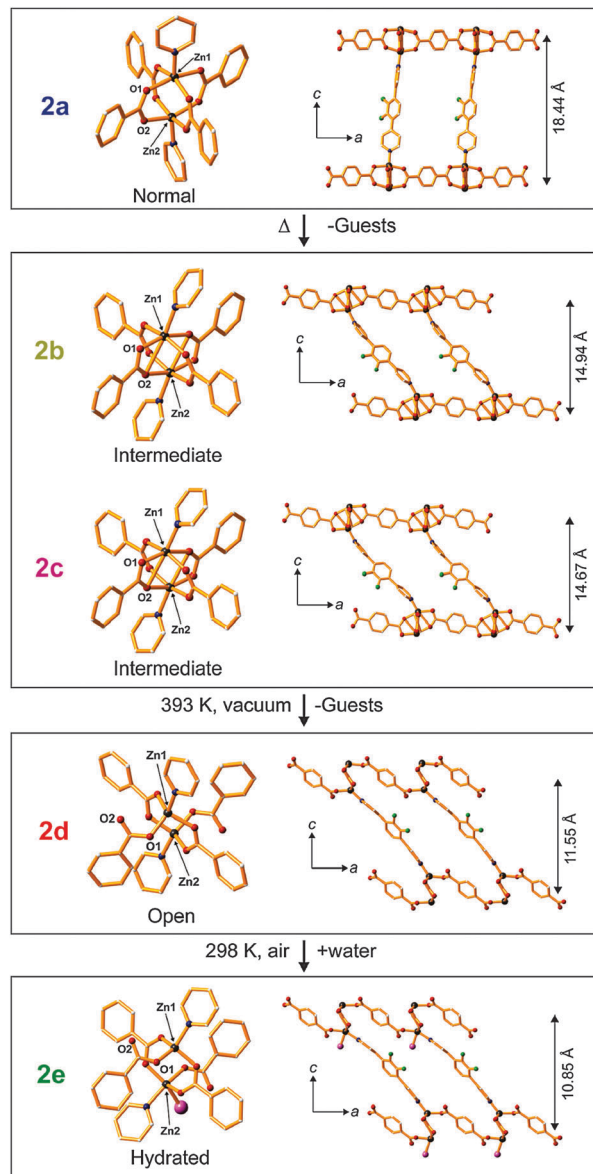 2a
Zn1
O1
O2
Zn2
Normal
c
a
18.44 Å
Δ -Guests
2b
Zn1
O1
O2
Zn2
Intermediate
c
a
14.94 Å
2c
Zn1
O1
O2
Zn2
Intermediate
c
a
14.67 Å
393 K, vacuum -Guests
2d
Zn1
O2
O1
Zn2
Open
c
a
11.55 Å
298 K, air +water
2e
Zn1
O2
O1
Zn2
Hydrated
c
a
10.85 Å